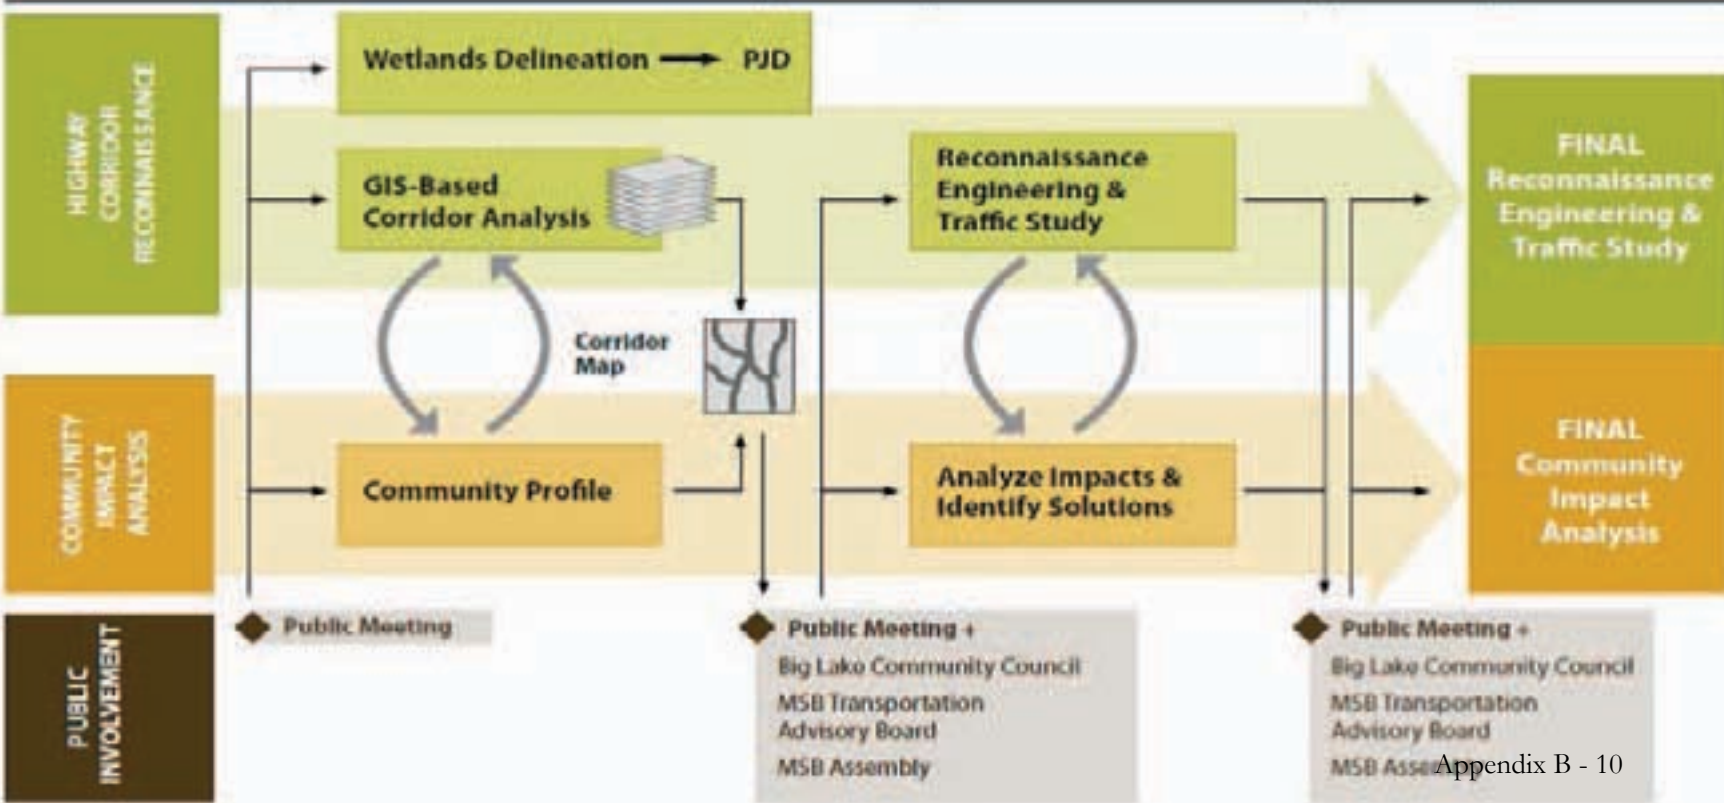 HIGHWAY
CORRIDOR
RECONNAISSANCE
Wetlands Delineation
PJD
GIS-Based
Corridor Analysis
Reconnaissance
Engineering &
Traffic Study
FINAL
Reconnaissance
Engineering &
Traffic Study
Corridor
Map
COMMUNITY
IMPACT
ANALYSIS
Community Profile
Analyze Impacts &
Identify Solutions
FINAL
Community
Impact
Analysis
PUBLIC
INVOLVEMENT
Public Meeting
Public Meeting +
Big Lake Community Council
MSB Transportation
Advisory Board
MSB Assembly
Public Meeting +
Big Lake Community Council
MSB Transportation
Advisory Board
MSB
Appendix B - 10